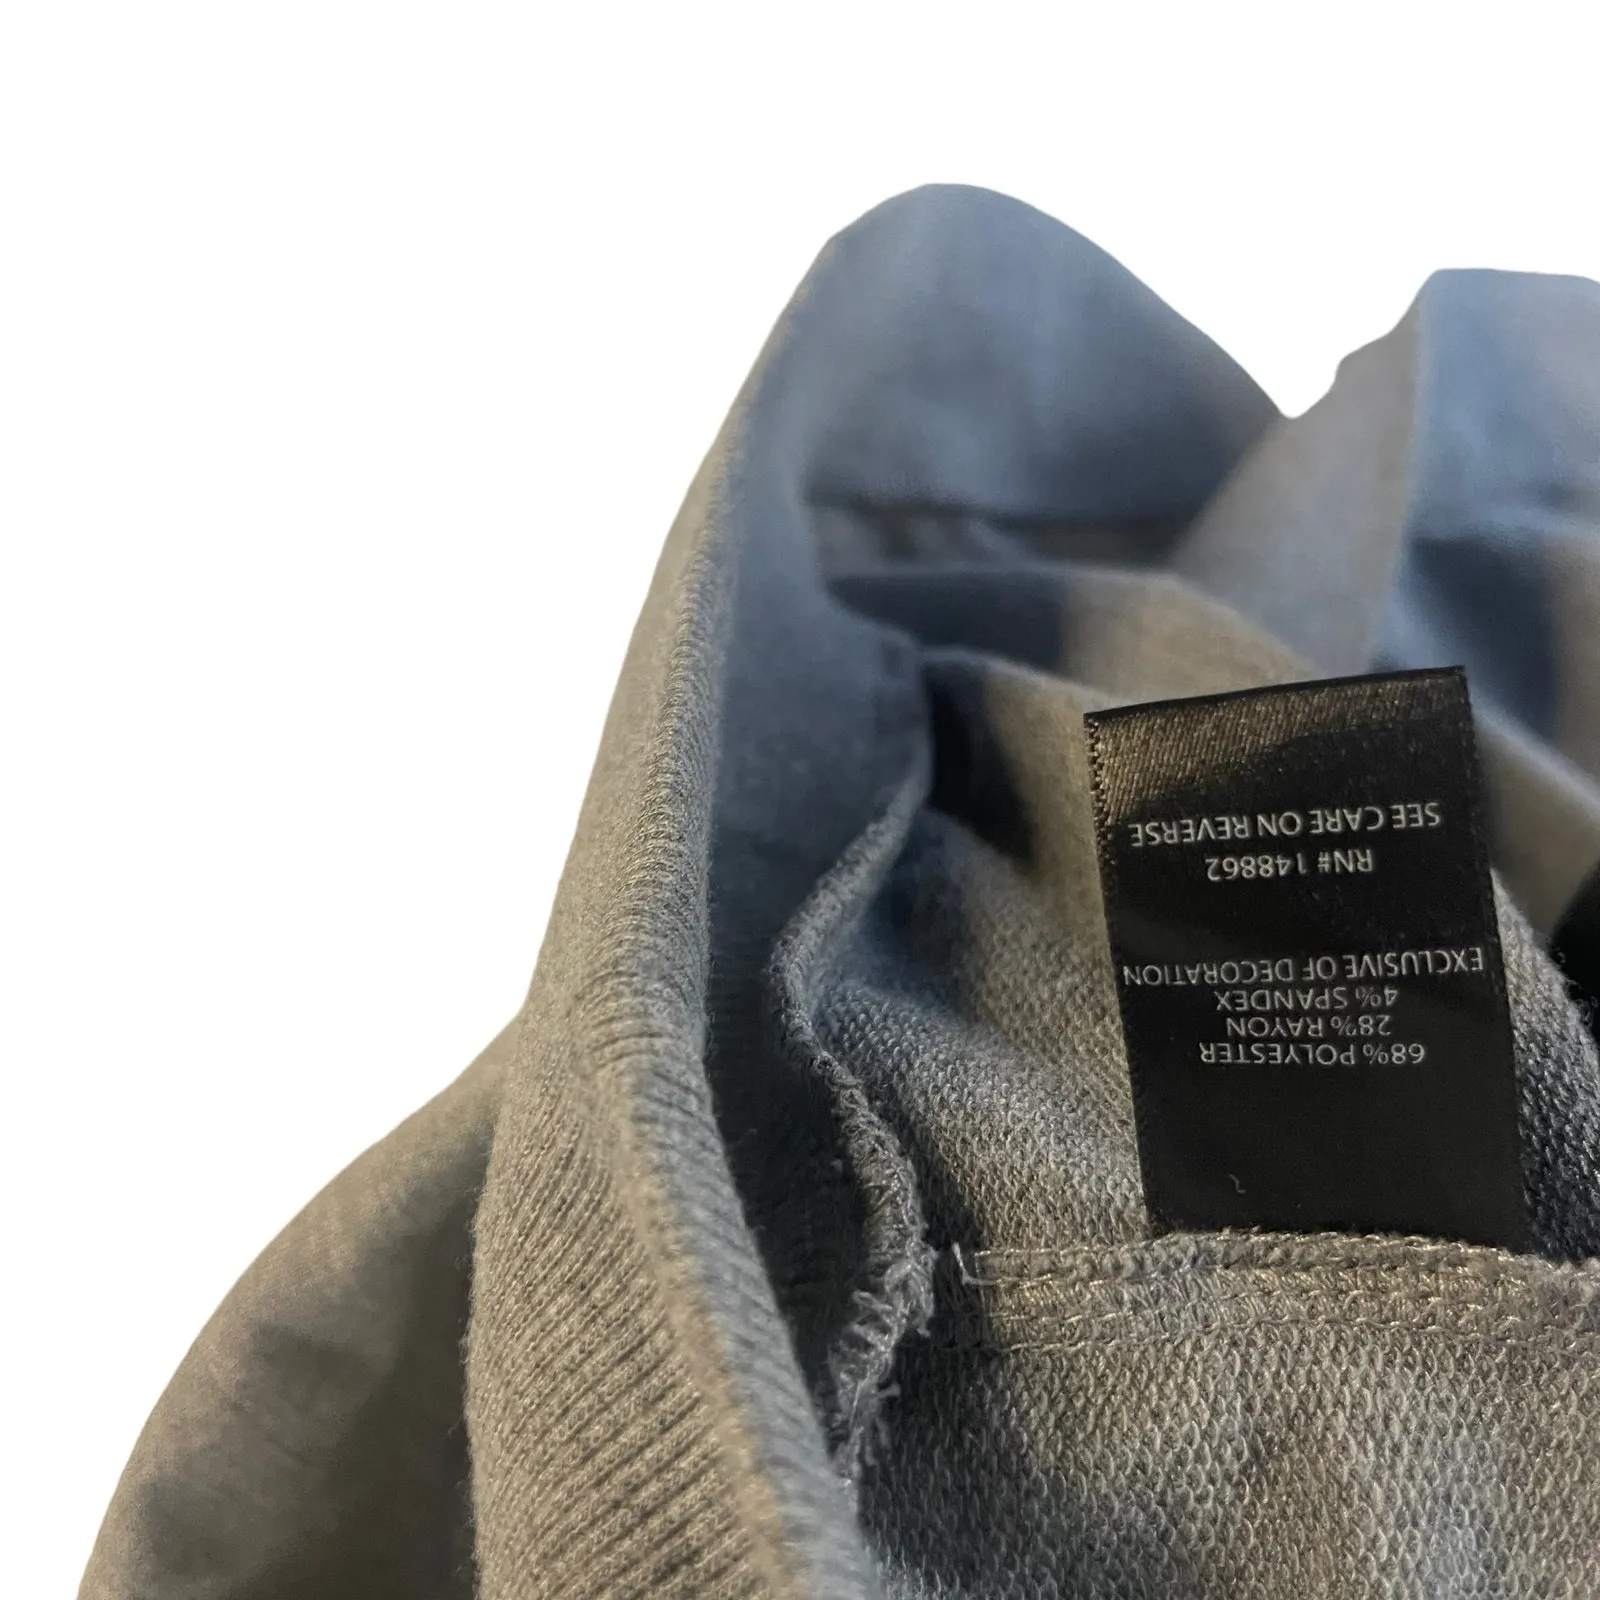 68% POLYESTER
28% RAYON
4% SPANDEX
EXCLUSIVE OF DECORATION
RN# 148862
SEE CARE ON REVERSE